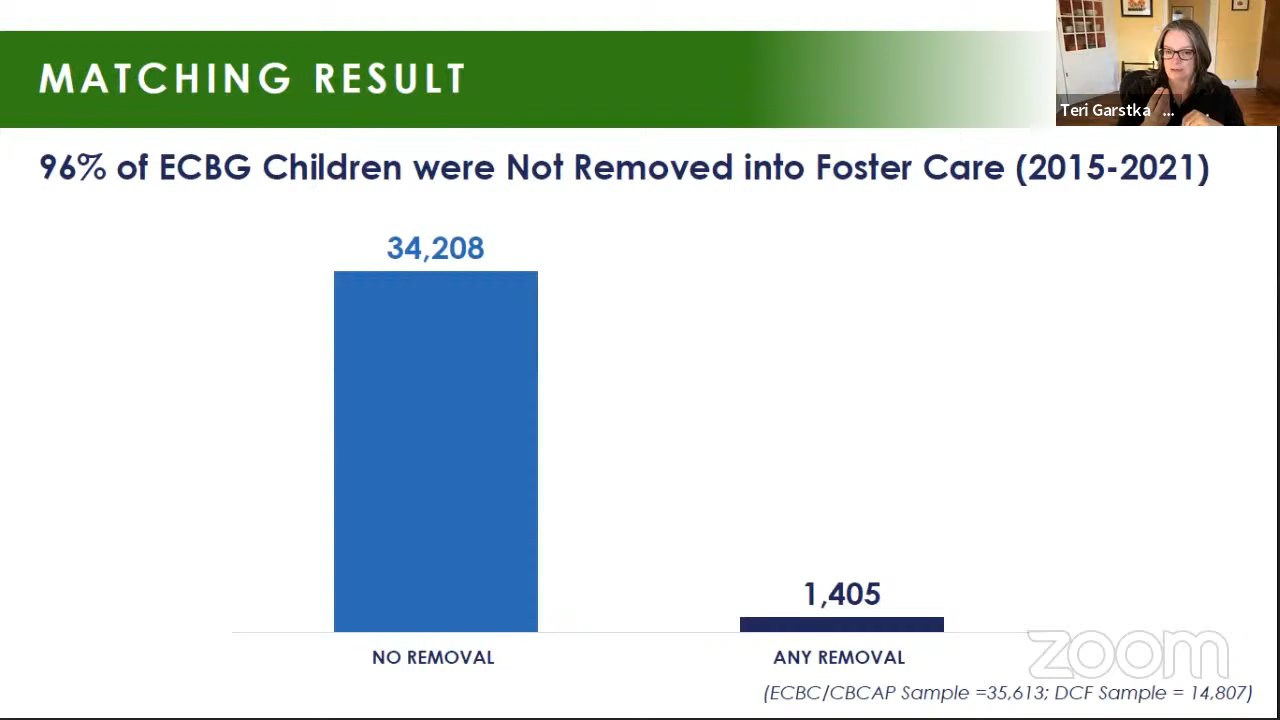 MATCHING RESULT
Teri Garstka ...
96% of ECBG Children were Not Removed into Foster Care (2015-2021)
34,208
1,405
NO REMOVAL
ANY REMOVAL
zoom
(ECBC/CBCAP Sample =35,613; DCF Sample = 14,807)